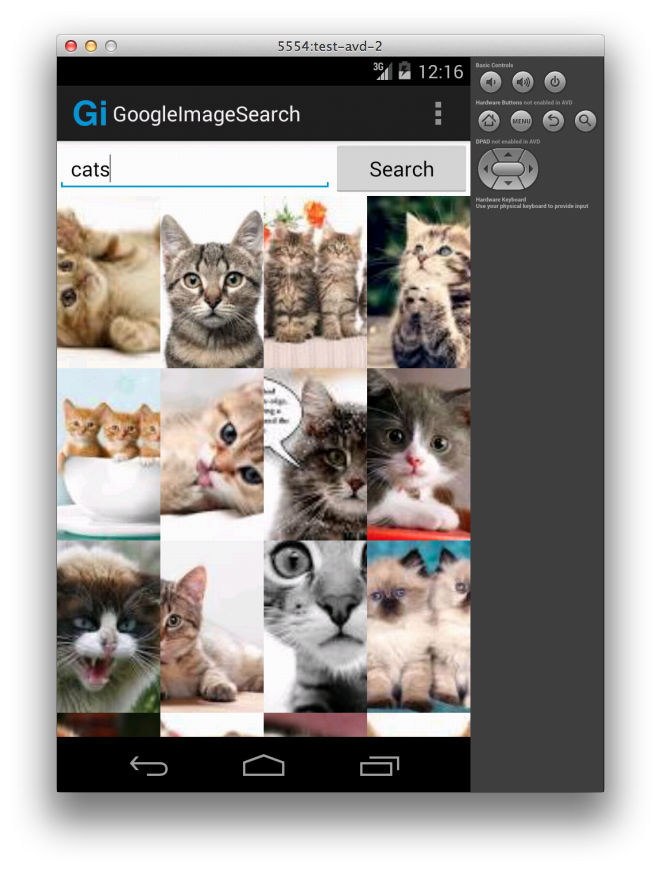 5554:test-avd-2
3G 12:16
Gi GoogleImageSearch
cats
Search
Basic Controls
Hardware Buttons not enabled in AVD
MENU
DPAD not enabled in AVD
Hardware Keyboard
Use your physical keyboard to provide input